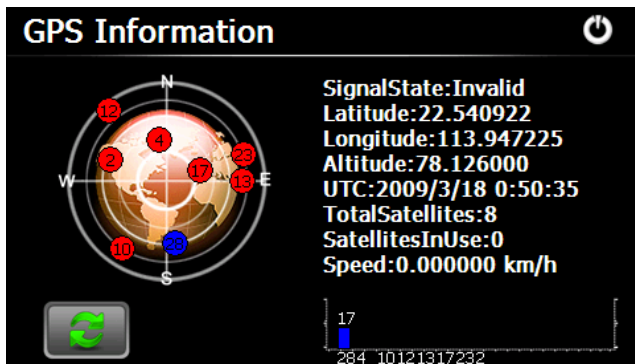 GPS Information
N
12
4
2
23
17
13
W
E
10
28
S
SignalState:Invalid
Latitude:22.540922
Longitude:113.947225
Altitude:78.126000
UTC:2009/3/18 0:50:35
TotalSatellites:8
SatellitesInUse:0
Speed:0.000000 km/h
17
284 10121317232